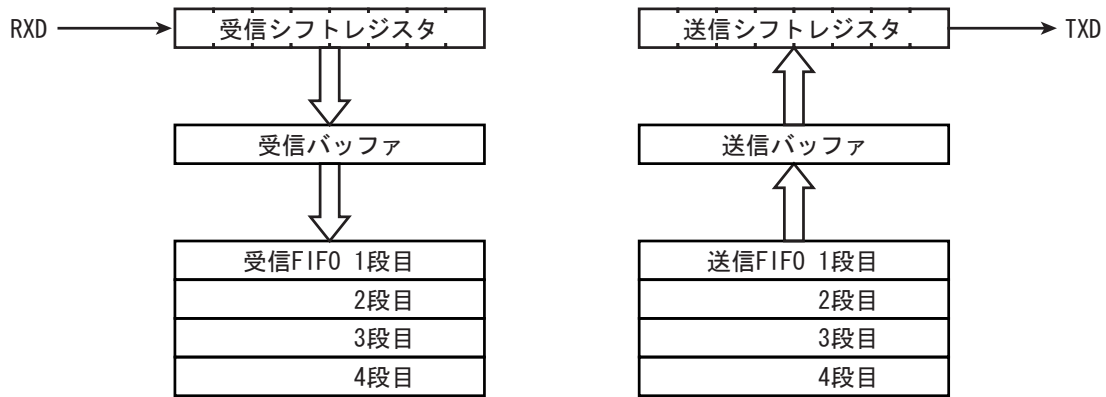 RXD
受信シフトレジスタ
受信バッファ
受信FIFO 1段目
2段目
3段目
4段目
送信シフトレジスタ
TXD
送信バッファ
送信FIFO 1段目
2段目
3段目
4段目